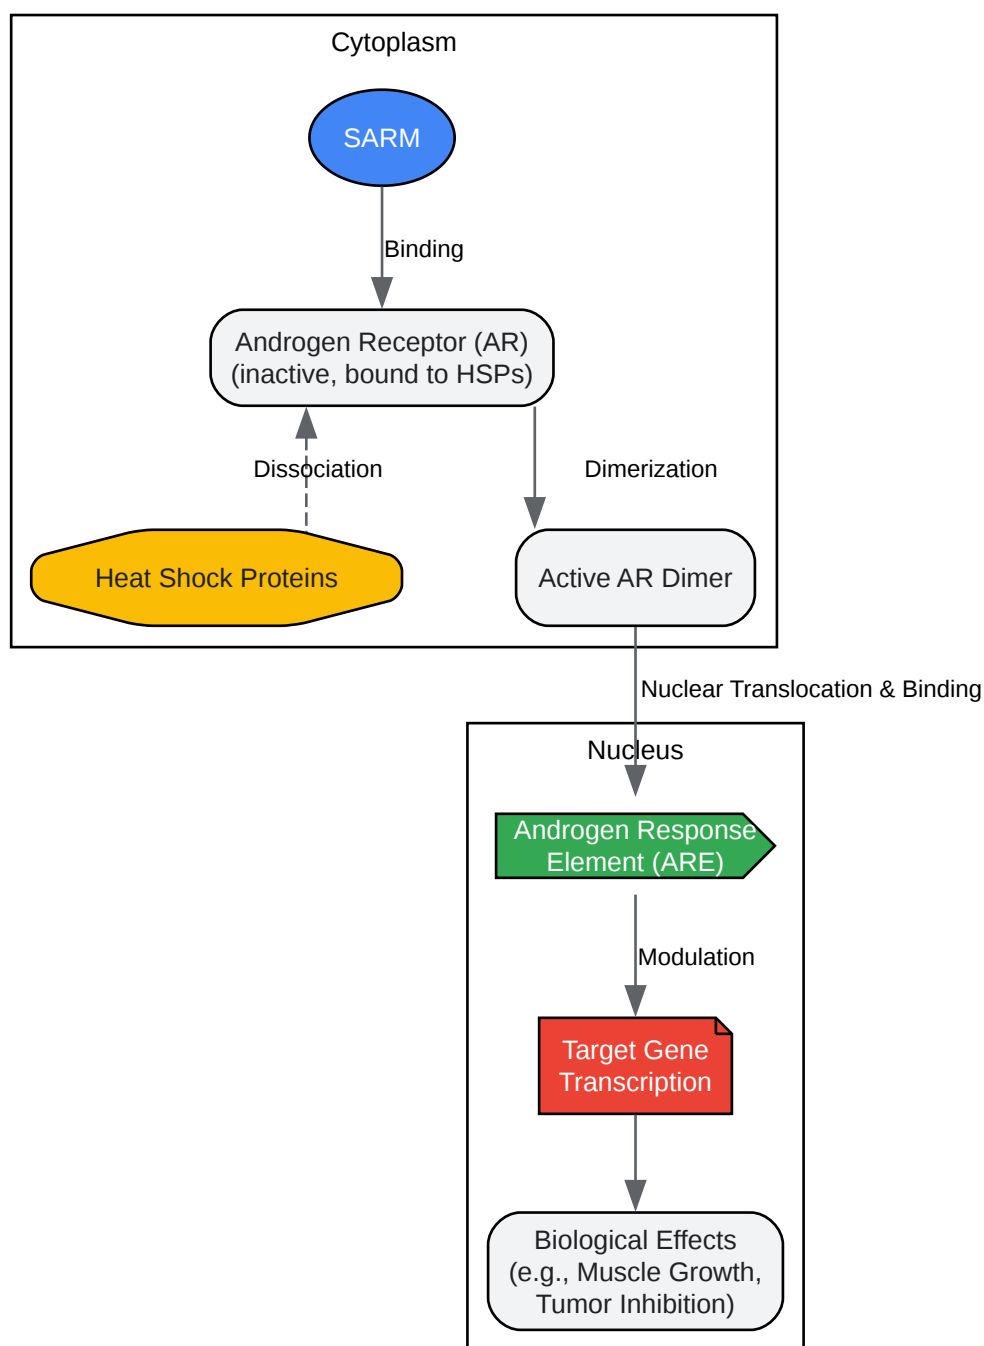 Cytoplasm
SARM
Binding
Androgen Receptor (AR)
(inactive, bound to HSPs)
Dissociation
Dimerization
Heat Shock Proteins
Active AR Dimer
Nuclear Translocation & Binding
Nucleus
Androgen Response
Element (ARE)
Modulation
Target Gene
Transcription
Biological Effects
(e.g., Muscle Growth,
Tumor Inhibition)